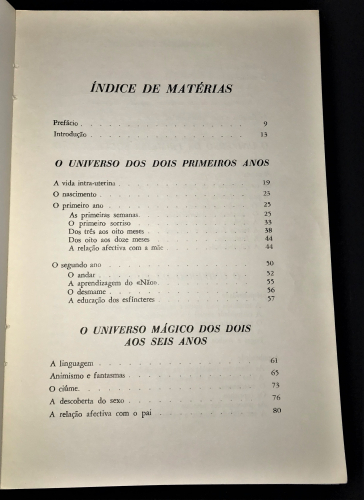 ÍNDICE DE MATÉRIAS
Prefácio . . . . . . . . . . 9
Introdução . . . . . . . . . . 13
O UNIVERSO DOS DOIS PRIMEIROS ANOS
A vida intra-uterina . . . . . . . . . . 19
O nascimento . . . . . . . . . . 23
O primeiro ano . . . . . . . . . . 25
As primeiras semanas . . . . . . . . . . 25
O primeiro sorriso . . . . . . . . . . 33
Dos três aos oito meses . . . . . . . . . . 38
Dos oito aos doze meses . . . . . . . . . . 44
A relação afectiva com a mãe . . . . . . . . . . 44
O segundo ano . . . . . . . . . . 50
O andar . . . . . . . . . . 52
A aprendizagem do «Não» . . . . . . . . . . 55
O desmame . . . . . . . . . . 56
A educação dos esfíncteres . . . . . . . . . . 57
O UNIVERSO MÁGICO DOS DOIS
AOS SEIS ANOS
A linguagem . . . . . . . . . . 61
Animismo e fantasmas . . . . . . . . . . 65
O ciúme . . . . . . . . . . 73
A descoberta do sexo . . . . . . . . . . 76
A relação afectiva com o pai . . . . . . . . . . 80